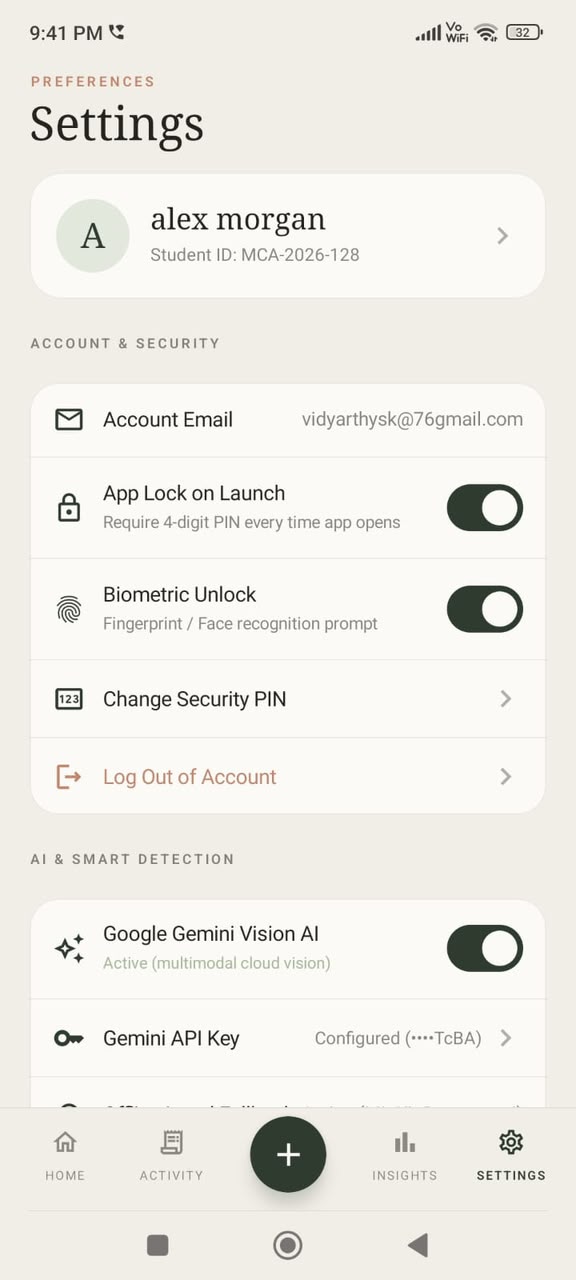 9:41 PM
Vo
WiFi
32
PREFERENCES
Settings
A
alex morgan
Student ID: MCA-2026-128
ACCOUNT & SECURITY
Account Email vidyarthysk@76gmail.com
App Lock on Launch
Require 4-digit PIN every time app opens
Biometric Unlock
Fingerprint / Face recognition prompt
123 Change Security PIN
Log Out of Account
AI & SMART DETECTION
Google Gemini Vision AI
Active (multimodal cloud vision)
Gemini API Key Configured (••••TcBA)
HOME ACTIVITY + INSIGHTS SETTINGS